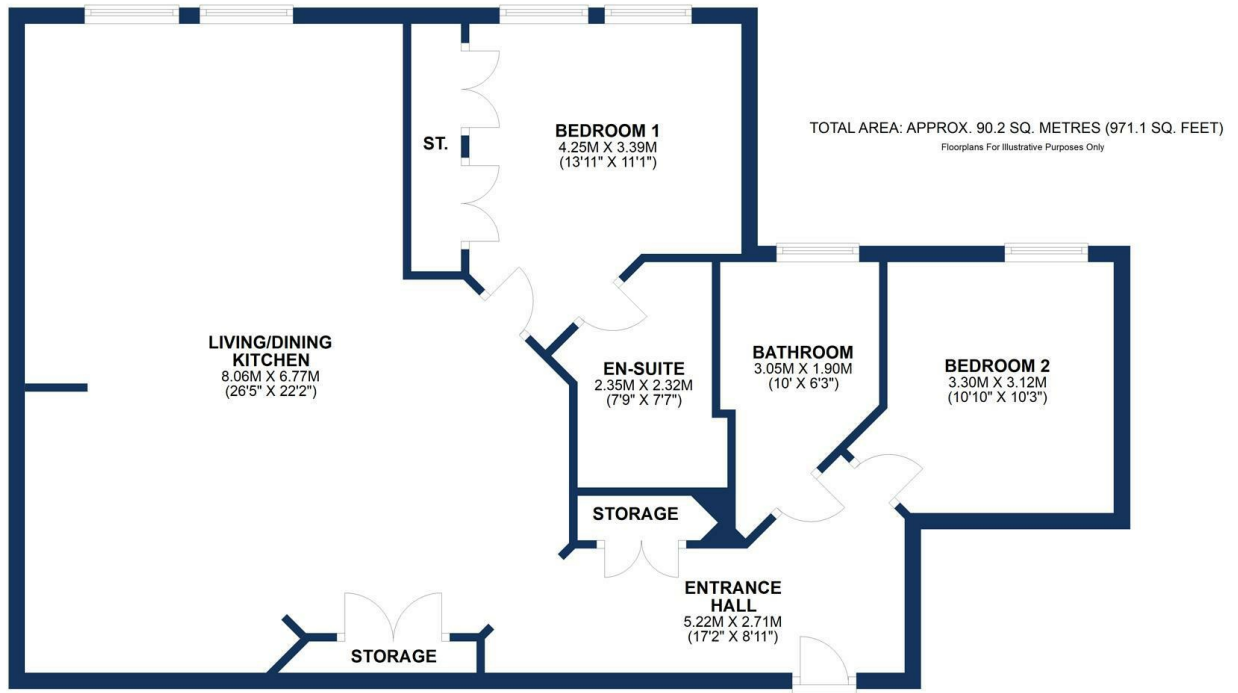 TOTAL AREA: APPROX. 90.2 SQ. METRES (971.1 SQ. FEET)
Floorplans For Illustrative Purposes Only
ST.
BEDROOM 1
4.25M X 3.39M
(13'11" X 11'1")
LIVING/DINING
KITCHEN
8.06M X 6.77M
(26'5" X 22'2")
EN-SUITE
2.35M X 2.32M
(7'9" X 7'7")
BATHROOM
3.05M X 1.90M
(10' X 6'3")
BEDROOM 2
3.30M X 3.12M
(10'10" X 10'3")
STORAGE
ENTRANCE
HALL
5.22M X 2.71M
(17'2" X 8'11")
STORAGE